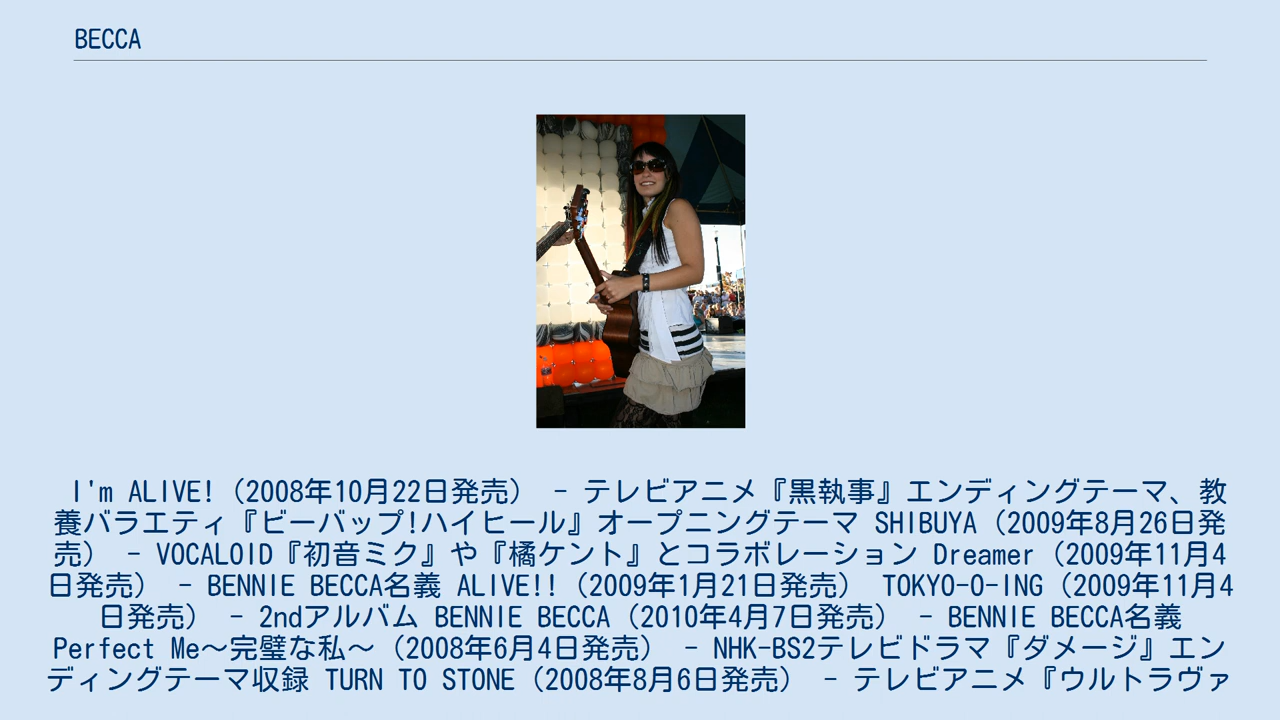 BECCA
I'm ALIVE!（2008年10月22日発売） - テレビアニメ『黒執事』エンディングテーマ、教
養バラエティ『ビーバップ!ハイヒール』オープニングテーマ SHIBUYA（2009年8月26日発
売） - VOCALOID『初音ミク』や『橘ケント』とコラボレーション Dreamer（2009年11月4
日発売） - BENNIE BECCA名義 ALIVE!!（2009年1月21日発売） TOKYO-O-ING（2009年11月4
日発売） - 2ndアルバム BENNIE BECCA（2010年4月7日発売） - BENNIE BECCA名義
Perfect Me〜完璧な私〜（2008年6月4日発売） - NHK-BS2テレビドラマ『ダメージ』エン
ディングテーマ収録 TURN TO STONE（2008年8月6日発売） - テレビアニメ『ウルトラヴァ